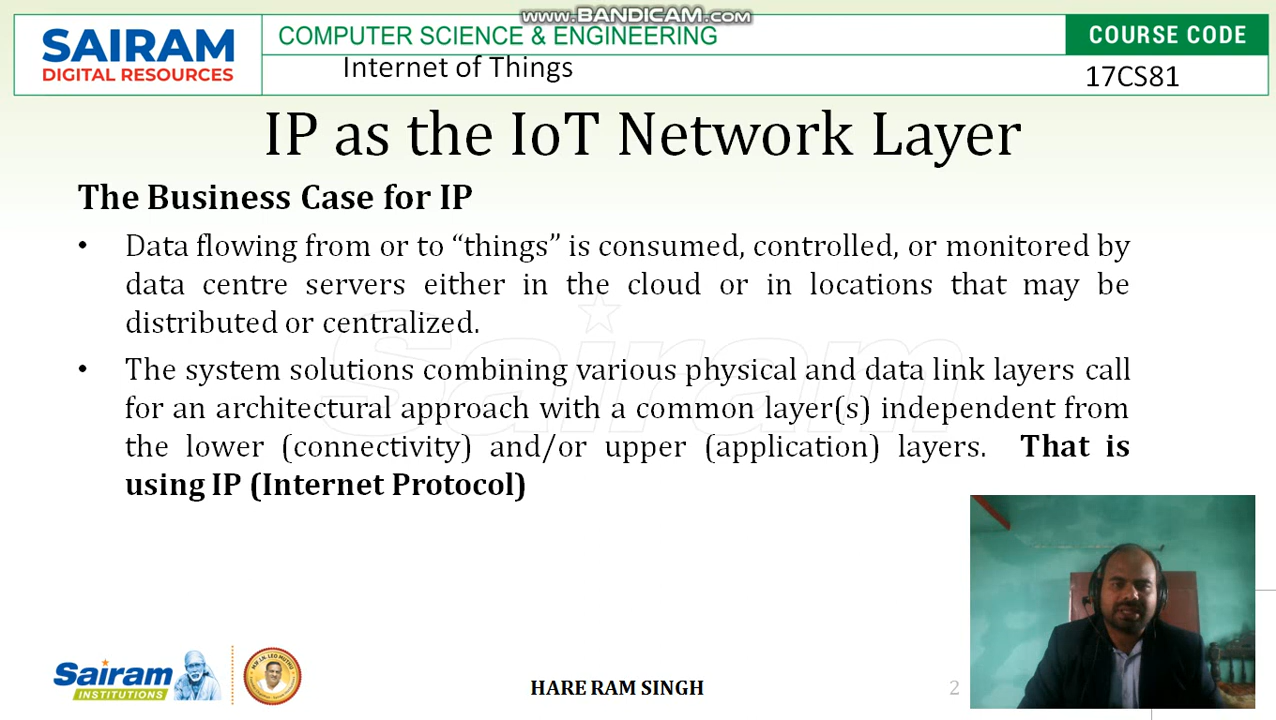 www.BANDICAM.com
SAIRAM
DIGITAL RESOURCES
COMPUTER SCIENCE & ENGINEERING
Internet of Things
COURSE CODE
17CS81
IP as the IoT Network Layer
The Business Case for IP
• Data flowing from or to “things” is consumed, controlled, or monitored by
data centre servers either in the cloud or in locations that may be
distributed or centralized.
• The system solutions combining various physical and data link layers call
for an architectural approach with a common layer(s) independent from
the lower (connectivity) and/or upper (application) layers. That is
using IP (Internet Protocol)
Sairam
Sairam
INSTITUTIONS
HARE RAM SINGH
2